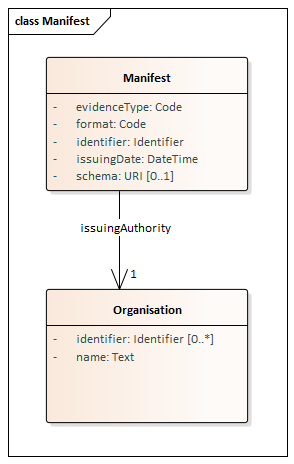 class Manifest
Manifest
- evidenceType: Code
- format: Code
- identifier: Identifier
- issuingDate: DateTime
- schema: URI [0..1]
issuingAuthority
1
Organisation
- identifier: Identifier [0..*]
- name: Text